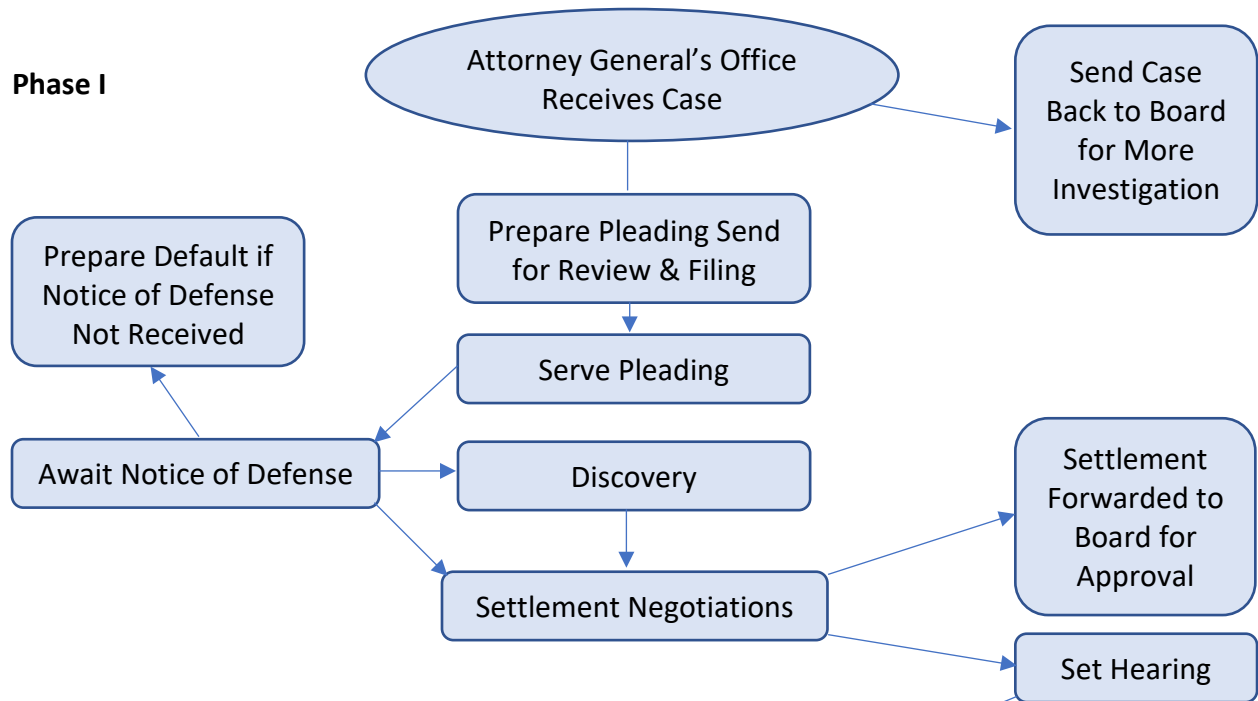 Phase I
Attorney General’s Office
Receives Case
Send Case
Back to Board
for More
Investigation
Prepare Pleading Send
for Review & Filing
Prepare Default if
Notice of Defense
Not Received
Serve Pleading
Await Notice of Defense
Discovery
Settlement
Forwarded to
Board for
Approval
Settlement Negotiations
Set Hearing